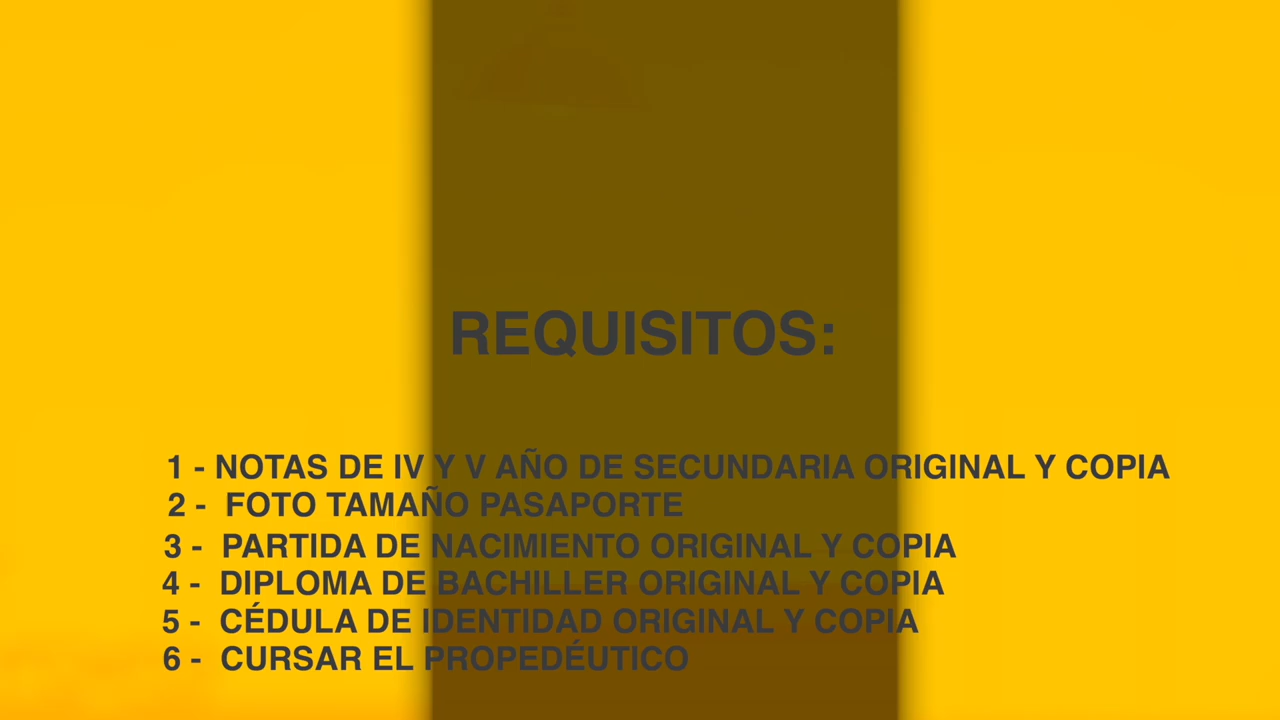 REQUISITOS:
1 - NOTAS DE IV Y V AÑO DE SECUNDARIA ORIGINAL Y COPIA
2 - FOTO TAMAÑO PASAPORTE
3 - PARTIDA DE NACIMIENTO ORIGINAL Y COPIA
4 - DIPLOMA DE BACHILLER ORIGINAL Y COPIA
5 - CÉDULA DE IDENTIDAD ORIGINAL Y COPIA
6 - CURSAR EL PROPEDÉUTICO